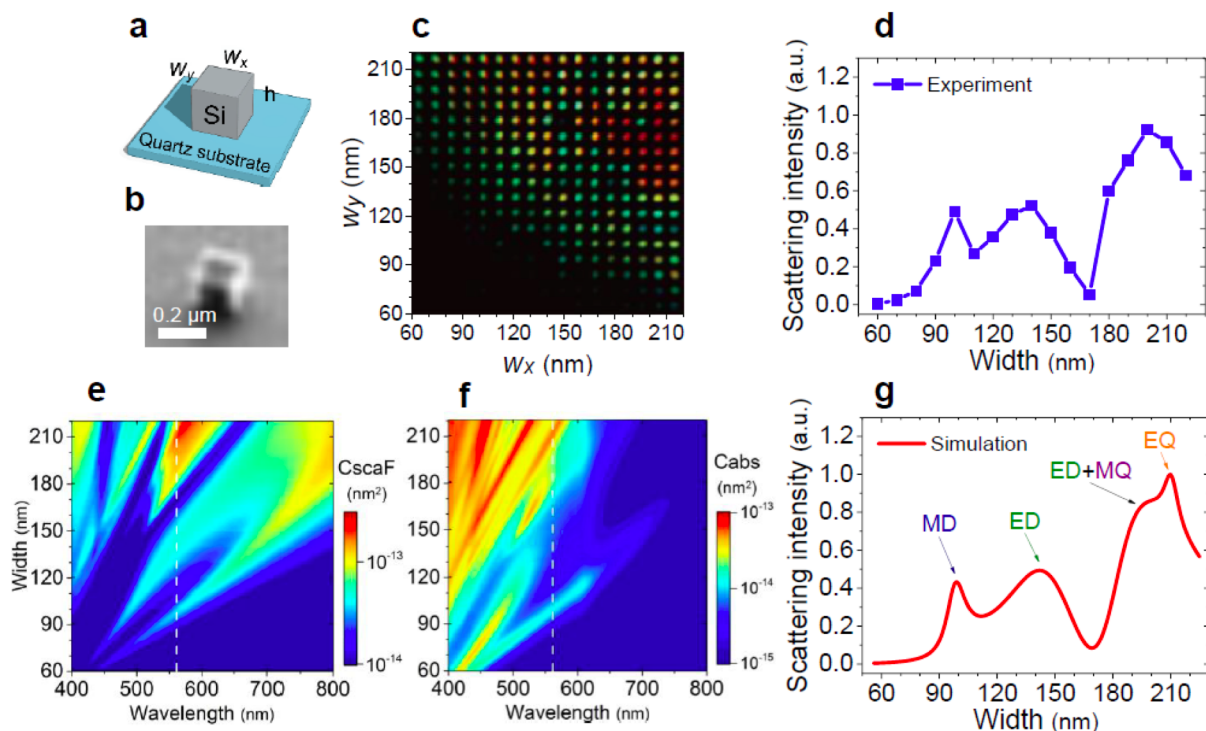 a
Wx
Wy
h
Si
Quartz substrate
b
0.2 μm
c
210
180
150
120
90
60
Wy (nm)
60 90 120 150 180 210
Wx (nm)
d
Scattering intensity (a.u.)
1.2
1.0
0.8
0.6
0.4
0.2
0.0
Experiment
60 90 120 150 180 210
Width (nm)
e
Width (nm)
210
180
150
120
90
60
400 500 600 700 800
Wavelength (nm)
CscaF
(nm²)
10⁻¹³
10⁻¹⁴
f
210
180
150
120
90
60
400 500 600 700 800
Wavelength (nm)
Cabs
(nm²)
10⁻¹³
10⁻¹⁴
10⁻¹⁵
g
Scattering intensity (a.u.)
1.2
1.0
0.8
0.6
0.4
0.2
0.0
Simulation
EQ
ED+MQ
MD
ED
60 90 120 150 180 210
Width (nm)